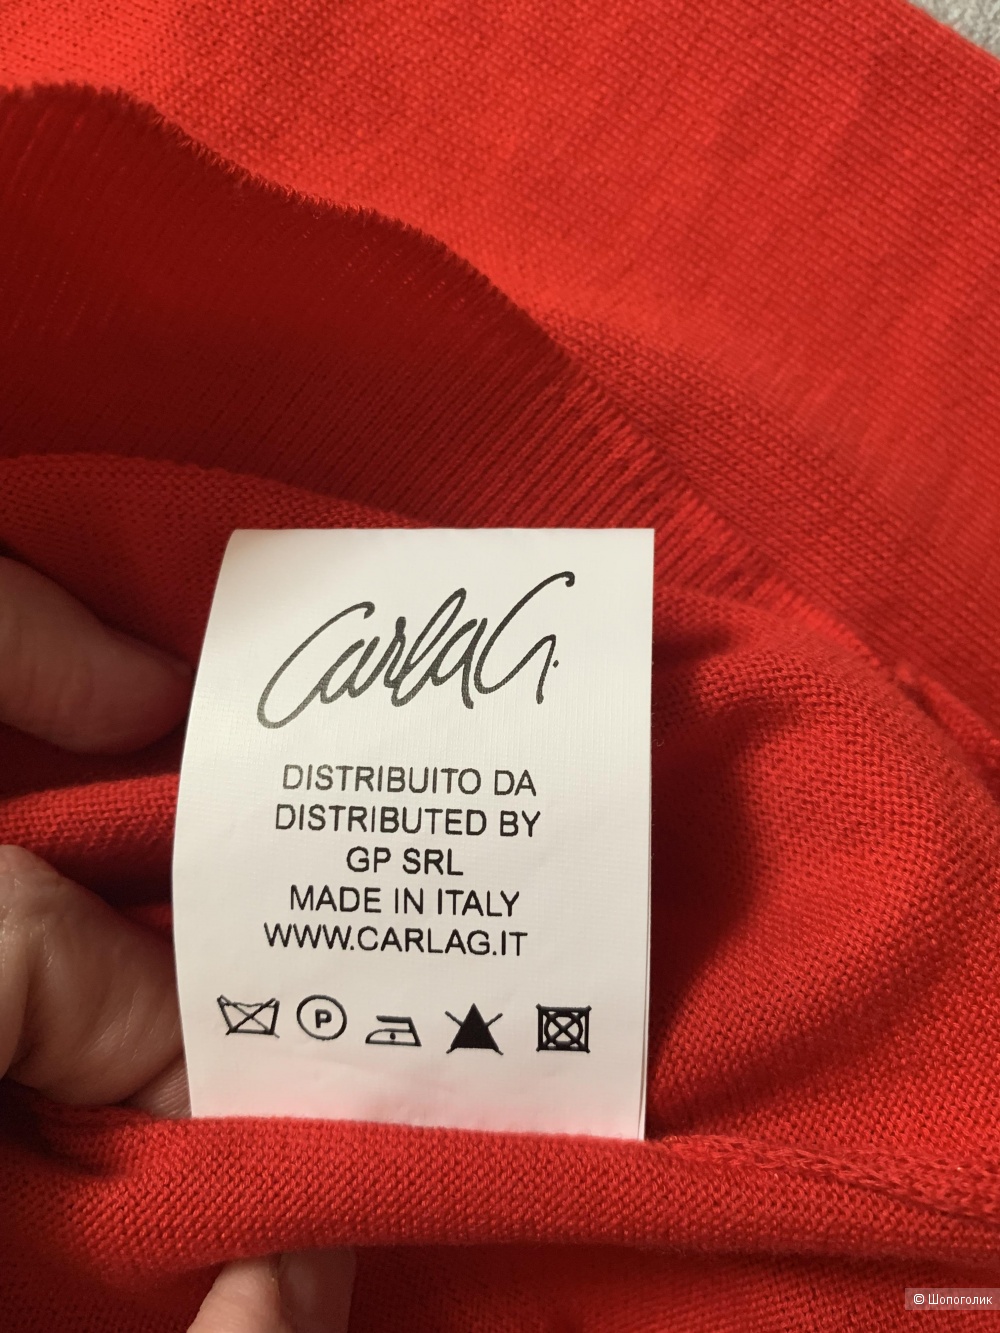 CarlaG.
DISTRIBUITO DA
DISTRIBUTED BY
GP SRL
MADE IN ITALY
WWW.CARLAG.IT
P
© Шопоголик